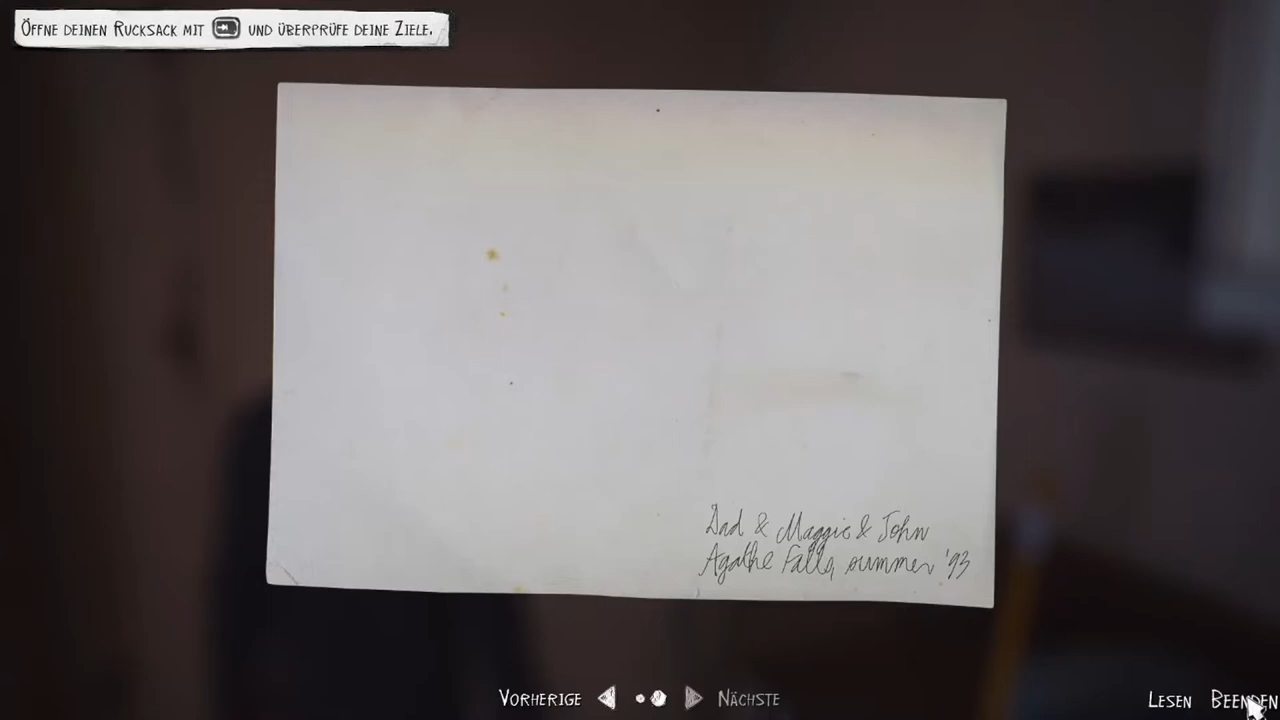 Öffne deinen Rucksack mit und überprüfe deine Ziele.
Dad & Maggie & John
Agathe Falls, summer '93
Vorherige Nächste
Lesen Beenden